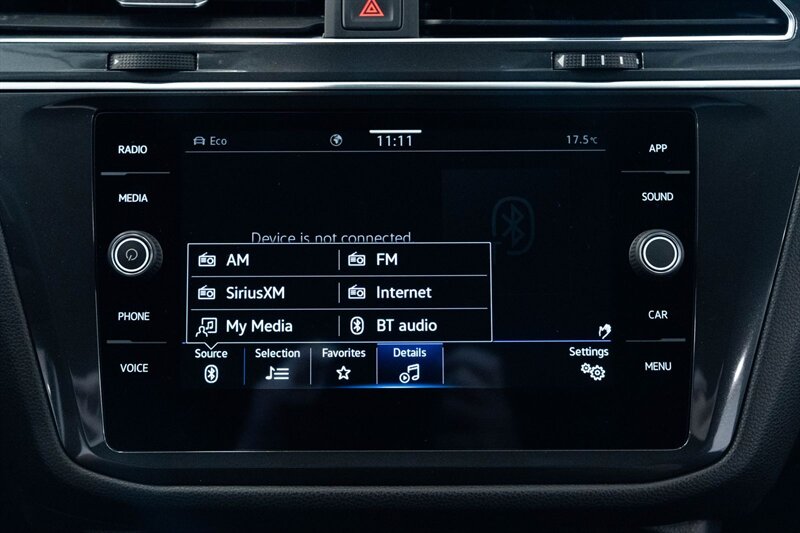 RADIO
MEDIA
PHONE
VOICE
Eco
11:11
17.5°C
Device is not connected
AM
FM
SiriusXM
Internet
My Media
BT audio
Source
Selection
Favorites
Details
Settings
APP
SOUND
CAR
MENU